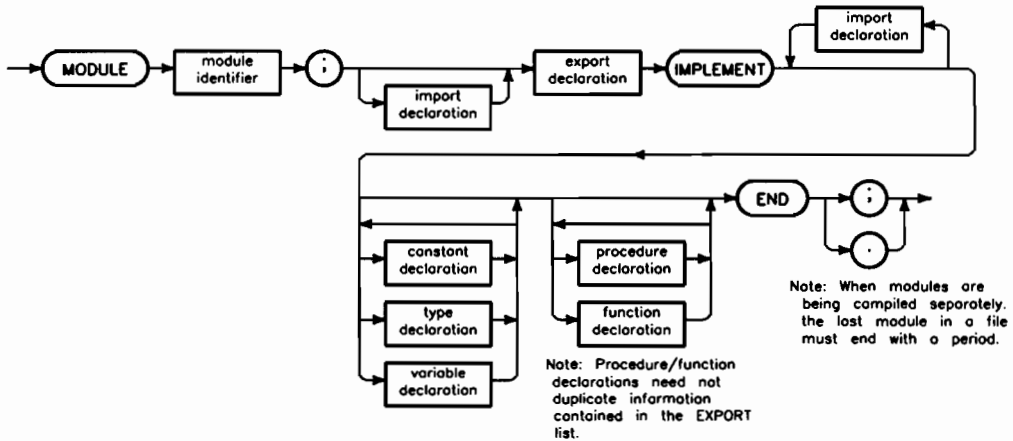 import
declaration
MODULE
module
identifier
;
export
declaration
IMPLEMENT
import
declaration
END
;
constant
declaration
procedure
declaration
.
type
declaration
function
declaration
variable
declaration
Note: When modules are
being compiled separately.
the last module in a file
must end with a period.
Note: Procedure/function
declarations need not
duplicate information
contained in the EXPORT
list.